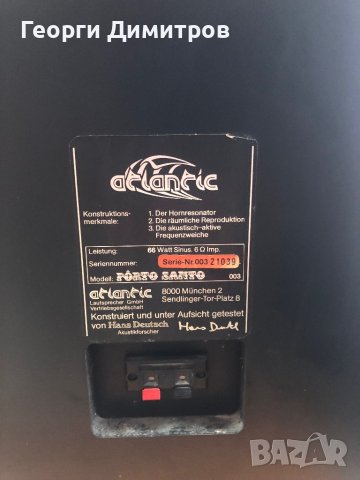 Георги Димитров
atlantic
Konstruktions-
merkmale:
1. Der Hornresonator
2. Die räumliche Reproduktion
3. Die akustisch-aktive
Frequenzweiche
Leistung: 66 Watt Sinus. 6 Ω Imp.
Seriennummer: Serie-Nr. 003 21039
Modell: PÔRTO SANTO 003
atlantic 8000 München 2
Lautsprecher GmbH Sendlinger-Tor-Platz 8
Vertriebsgesellschaft
Konstruiert und unter Aufsicht getestet
von Hans Deutsch
Akustikforscher
BAZAR